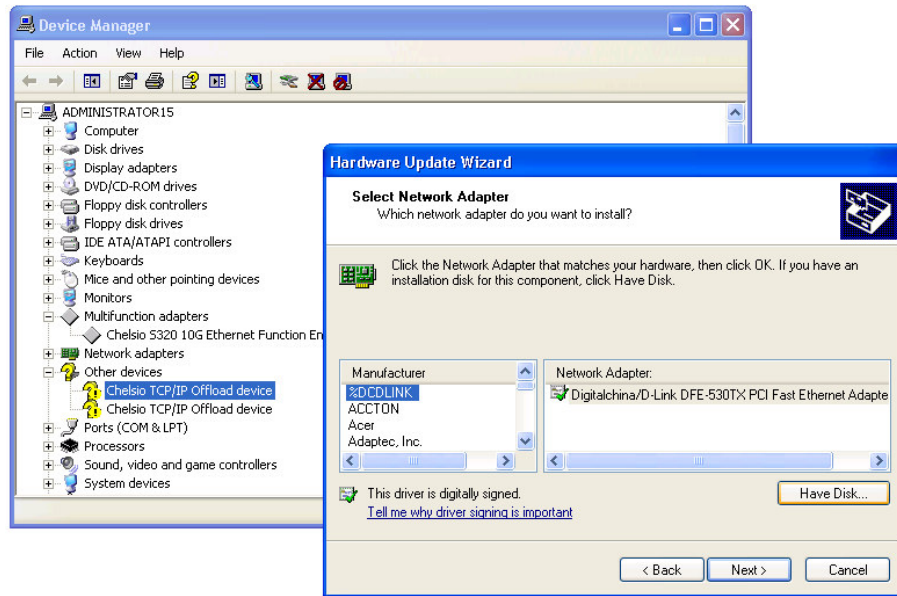 Device Manager
File Action View Help
ADMINISTRATOR15
Computer
Disk drives
Display adapters
DVD/CD-ROM drives
Floppy disk controllers
Floppy disk drives
IDE ATA/ATAPI controllers
Keyboards
Mice and other pointing devices
Monitors
Multifunction adapters
Chelsio S320 10G Ethernet Function En
Network adapters
Other devices
Chelsio TCP/IP Offload device
Chelsio TCP/IP Offload device
Ports (COM & LPT)
Processors
Sound, video and game controllers
System devices
Hardware Update Wizard
Select Network Adapter
Which network adapter do you want to install?
Click the Network Adapter that matches your hardware, then click OK. If you have an
installation disk for this component, click Have Disk.
Manufacturer
%DCDLINK
ACCTON
Acer
Adaptec, Inc.
Network Adapter:
Digitalchina/D-Link DFE-530TX PCI Fast Ethernet Adapte
This driver is digitally signed.
Tell me why driver signing is important
Have Disk...
< Back Next > Cancel